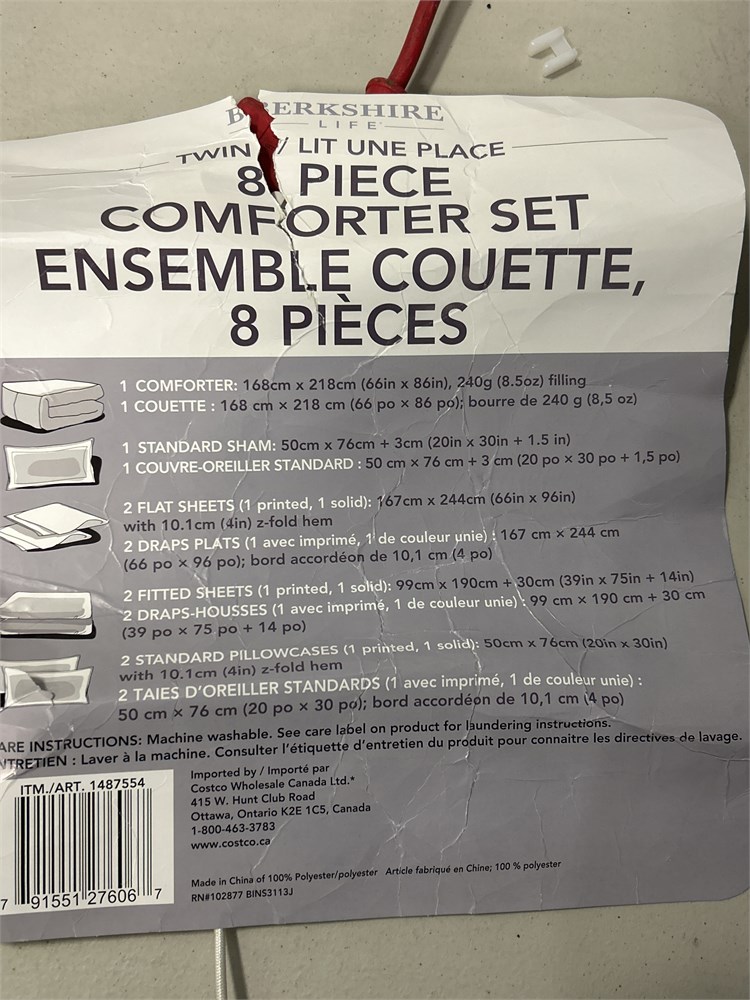 BERKSHIRE
LIFE
TWIN / LIT UNE PLACE
8 PIECE
COMFORTER SET
ENSEMBLE COUETTE,
8 PIÈCES
1 COMFORTER: 168cm x 218cm (66in x 86in), 240g (8.5oz) filling
1 COUETTE : 168 cm × 218 cm (66 po × 86 po); bourre de 240 g (8,5 oz)
1 STANDARD SHAM: 50cm x 76cm + 3cm (20in x 30in + 1.5 in)
1 COUVRE-OREILLER STANDARD : 50 cm × 76 cm + 3 cm (20 po × 30 po + 1,5 po)
2 FLAT SHEETS (1 printed, 1 solid): 167cm x 244cm (66in x 96in)
with 10.1cm (4in) z-fold hem
2 DRAPS PLATS (1 avec imprimé, 1 de couleur unie) : 167 cm × 244 cm
(66 po × 96 po); bord accordéon de 10,1 cm (4 po)
2 FITTED SHEETS (1 printed, 1 solid): 99cm x 190cm + 30cm (39in x 75in + 14in)
2 DRAPS-HOUSSES (1 avec imprimé, 1 de couleur unie) : 99 cm × 190 cm + 30 cm
(39 po × 75 po + 14 po)
2 STANDARD PILLOWCASES (1 printed, 1 solid): 50cm x 76cm (20in x 30in)
with 10.1cm (4in) z-fold hem
2 TAIES D'OREILLER STANDARDS (1 avec imprimé, 1 de couleur unie) :
50 cm × 76 cm (20 po × 30 po); bord accordéon de 10,1 cm (4 po)
ARE INSTRUCTIONS: Machine washable. See care label on product for laundering instructions.
NTRETIEN : Laver à la machine. Consulter l'étiquette d'entretien du produit pour connaitre les directives de lavage.
ITM./ART. 1487554
7 91551 27606 7
Imported by / Importé par
Costco Wholesale Canada Ltd.*
415 W. Hunt Club Road
Ottawa, Ontario K2E 1C5, Canada
1-800-463-3783
www.costco.ca
Made in China of 100% Polyester/polyester Article fabriqué en Chine; 100 % polyester
RN#102877 BINS3113J